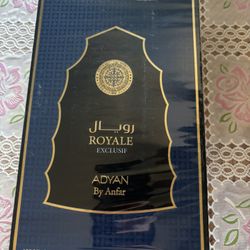 رويال
ROYALE
EXCLUSIF
ADYAN
By Anfar